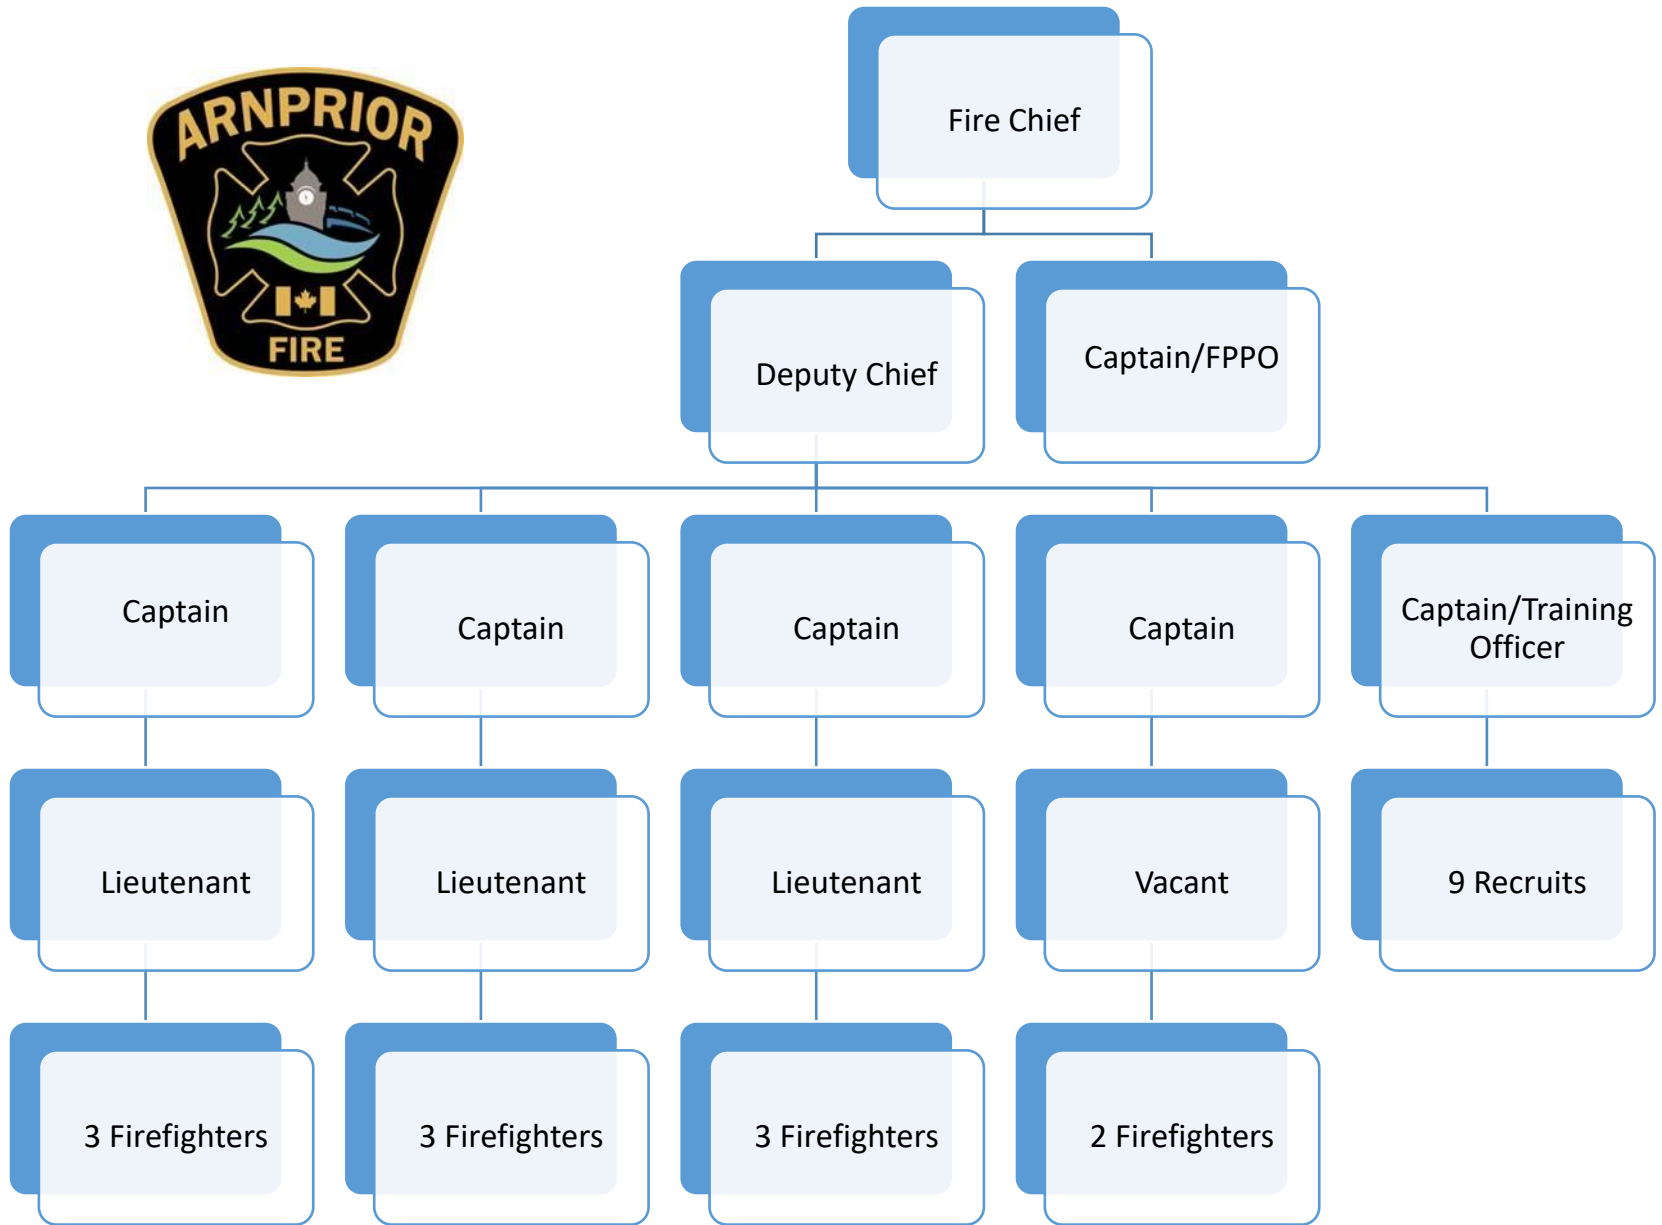 ARNPRIOR
FIRE
Fire Chief
Deputy Chief
Captain/FPPO
Captain
Captain
Captain
Captain
Captain/Training
Officer
Lieutenant
Lieutenant
Lieutenant
Vacant
9 Recruits
3 Firefighters
3 Firefighters
3 Firefighters
2 Firefighters